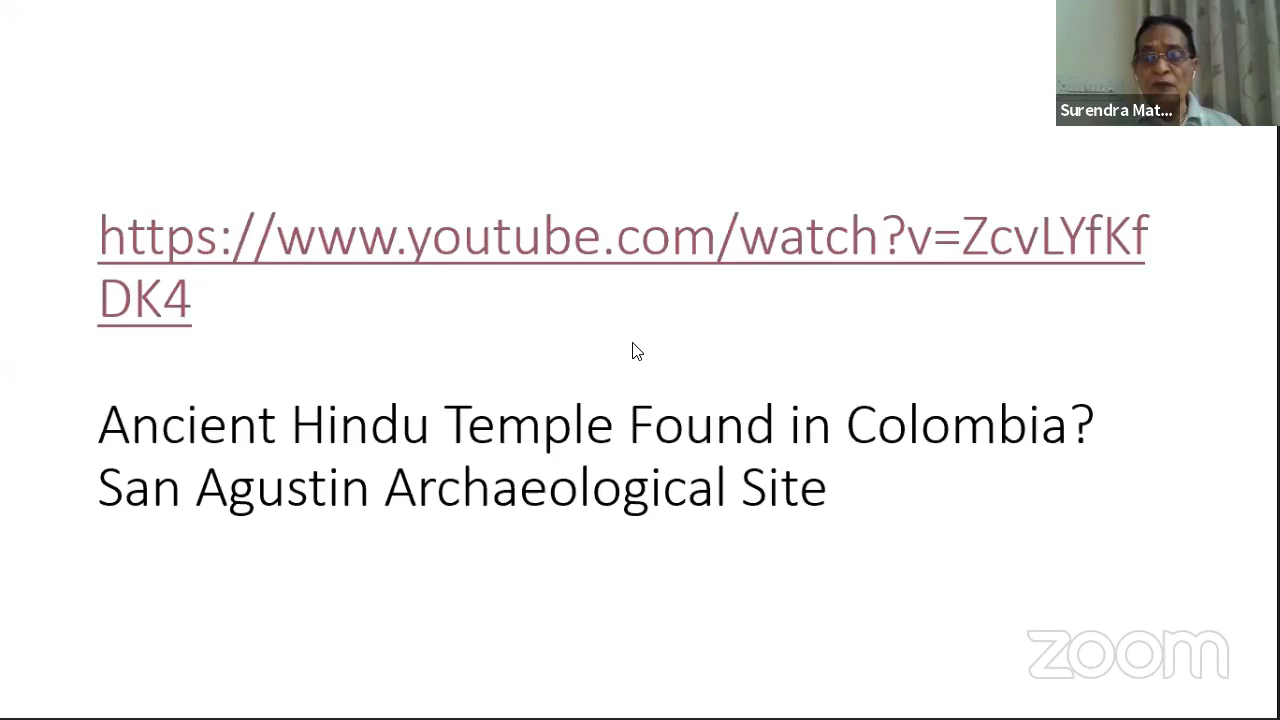 Surendra Mat...
https://www.youtube.com/watch?v=ZcvLYfKf
DK4
Ancient Hindu Temple Found in Colombia?
San Agustin Archaeological Site
zoom